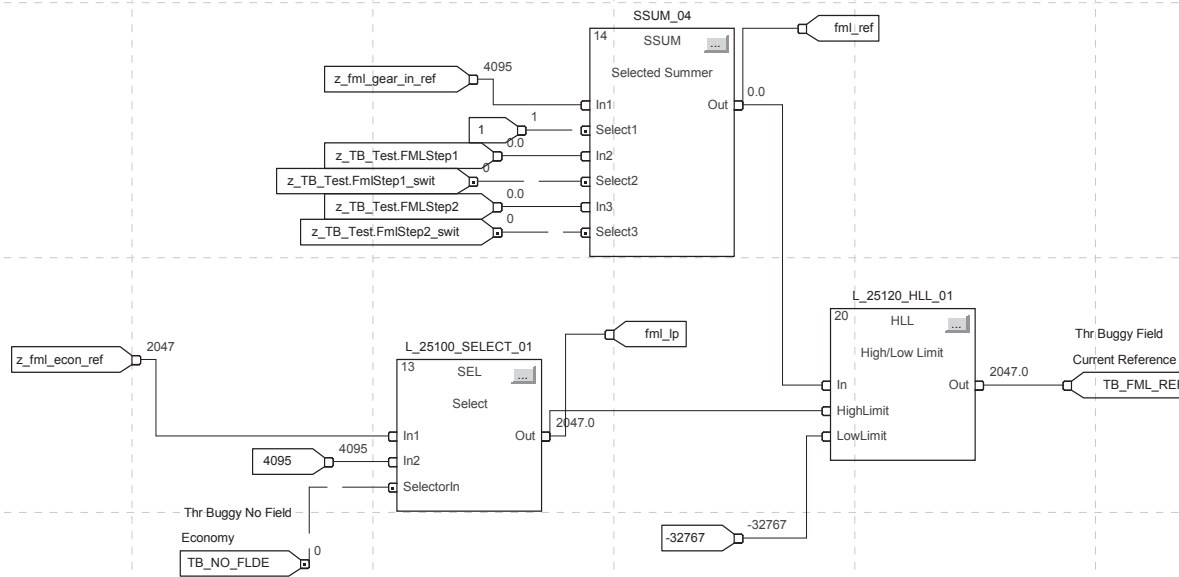 SSUM_04
14
SSUM
...
Selected Summer
fml_ref
z_fml_gear_in_ref
4095
In1
Out
0.0
1
1
Select1
z_TB_Test.FMLStep1
0.0
In2
z_TB_Test.FmlStep1_swit
0
Select2
z_TB_Test.FMLStep2
0.0
In3
z_TB_Test.FmlStep2_swit
0
Select3
L_25120_HLL_01
20
HLL
...
High/Low Limit
In
Out
2047.0
HighLimit
LowLimit
Thr Buggy Field
Current Reference
TB_FML_REF
fml_lp
z_fml_econ_ref
2047
L_25100_SELECT_01
13
SEL
...
Select
In1
Out
2047.0
4095
4095
In2
SelectorIn
Thr Buggy No Field
Economy
TB_NO_FLDE
0
-32767
-32767